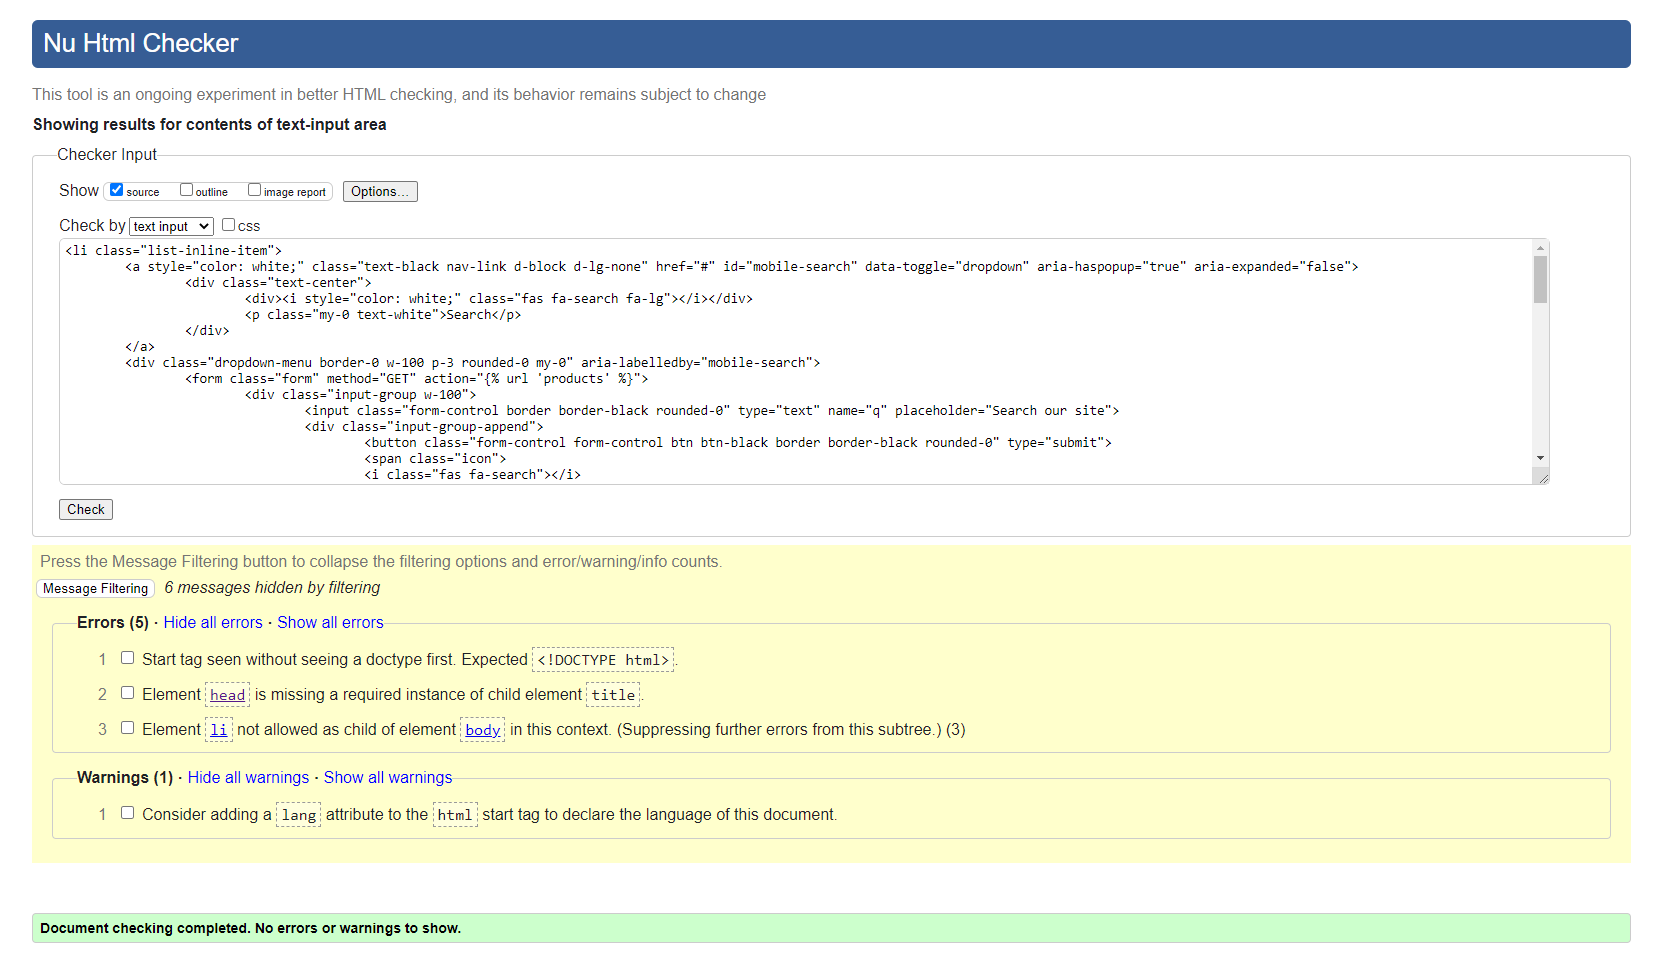 Nu Html Checker
This tool is an ongoing experiment in better HTML checking, and its behavior remains subject to change
Showing results for contents of text-input area
Checker Input
Show source outline image report Options...
Check by text input css
<li class="list-inline-item">
<a style="color: white;" class="text-black nav-link d-block d-lg-none" href="#" id="mobile-search" data-toggle="dropdown" aria-haspopup="true" aria-expanded="false">
<div class="text-center">
<div><i style="color: white;" class="fas fa-search fa-lg"></i></div>
<p class="my-0 text-white">Search</p>
</div>
</a>
<div class="dropdown-menu border-0 w-100 p-3 rounded-0 my-0" aria-labelledby="mobile-search">
<form class="form" method="GET" action="{% url 'products' %}">
<div class="input-group w-100">
<input class="form-control border border-black rounded-0" type="text" name="q" placeholder="Search our site">
<div class="input-group-append">
<button class="form-control form-control btn btn-black border border-black rounded-0" type="submit">
<span class="icon">
<i class="fas fa-search"></i>
Check
Press the Message Filtering button to collapse the filtering options and error/warning/info counts.
Message Filtering 6 messages hidden by filtering
Errors (5) · Hide all errors · Show all errors
1 Start tag seen without seeing a doctype first. Expected <!DOCTYPE html>.
2 Element head is missing a required instance of child element title.
3 Element li not allowed as child of element body in this context. (Suppressing further errors from this subtree.) (3)
Warnings (1) · Hide all warnings · Show all warnings
1 Consider adding a lang attribute to the html start tag to declare the language of this document.
Document checking completed. No errors or warnings to show.